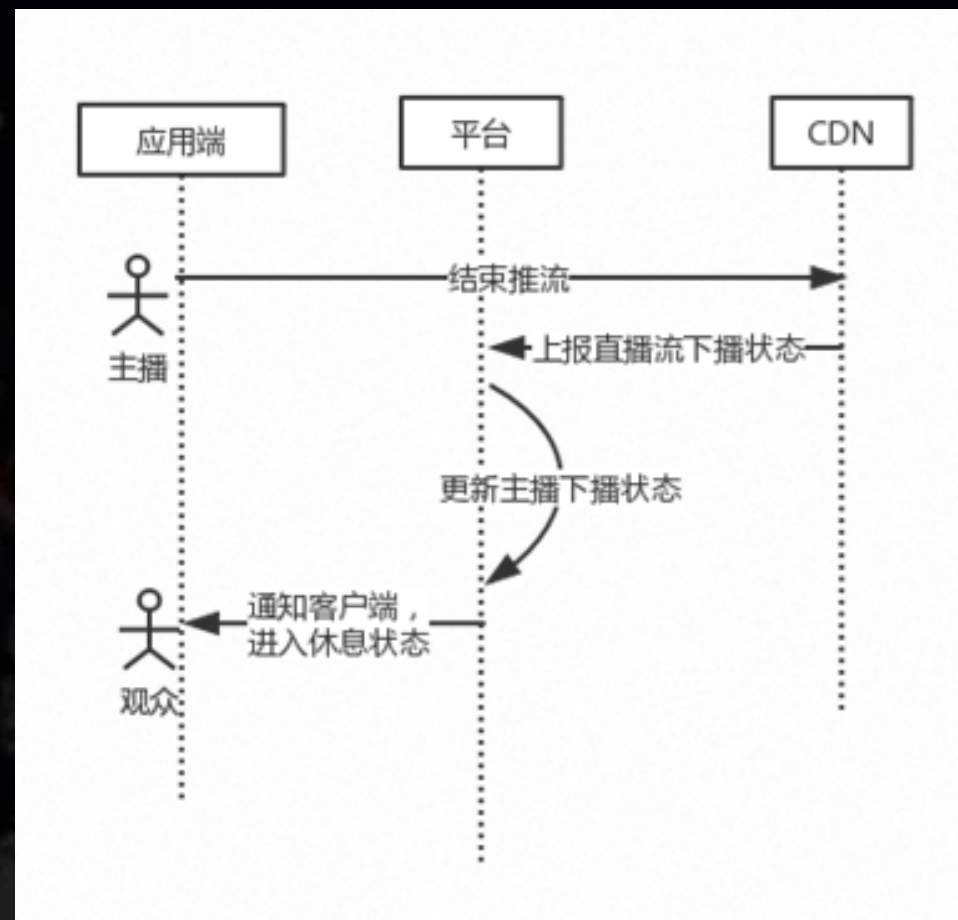 应用端
平台
CDN
结束推流
主播
上报直播流下播状态
更新主播下播状态
通知客户端，
进入休息状态
观众